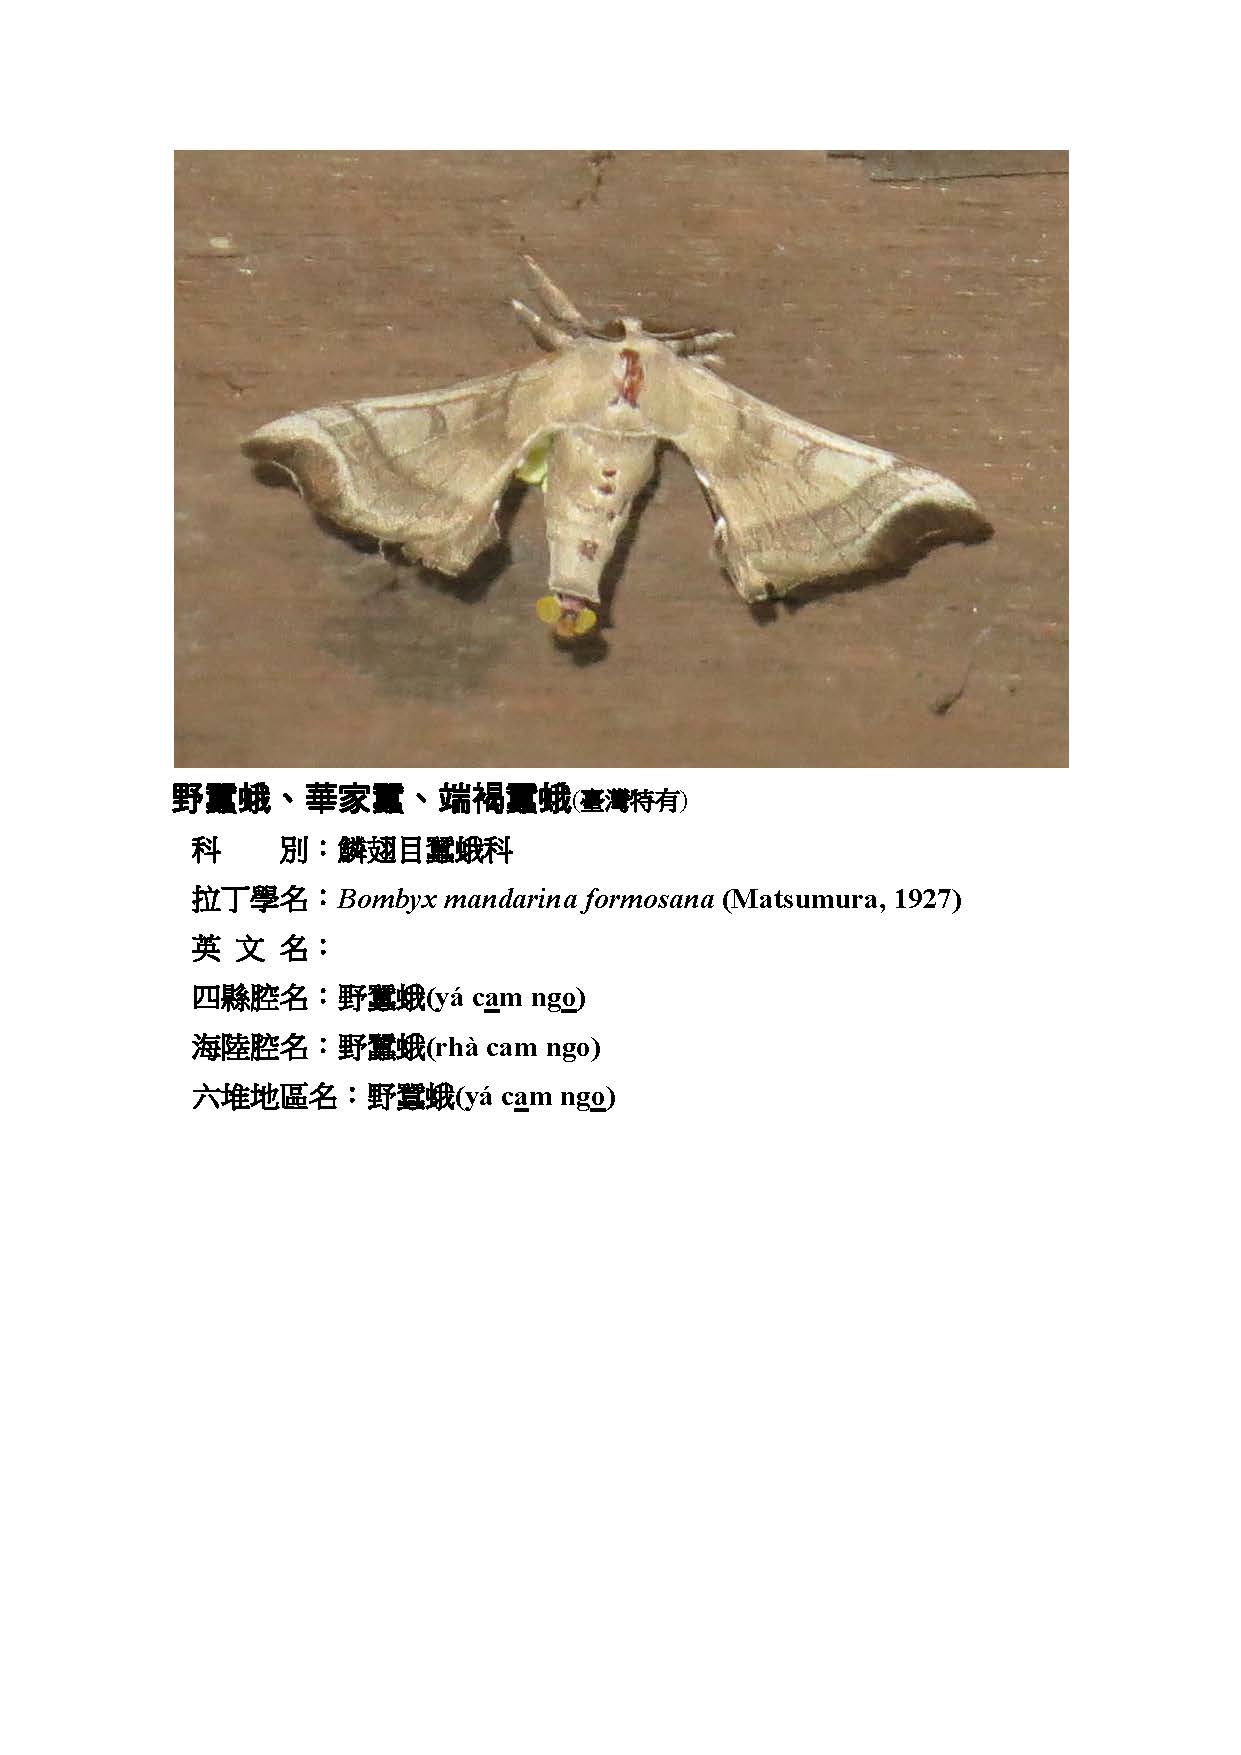 野蠶蛾、華家蠶、端褐蠶蛾(臺灣特有)
科　　別：鱗翅目蠶蛾科
拉丁學名：Bombyx mandarina formosana (Matsumura, 1927)
英 文 名：
四縣腔名：野蠶蛾(yá cam ngo)
海陸腔名：野蠶蛾(rhà cam ngo)
六堆地區名：野蠶蛾(yá cam ngo)